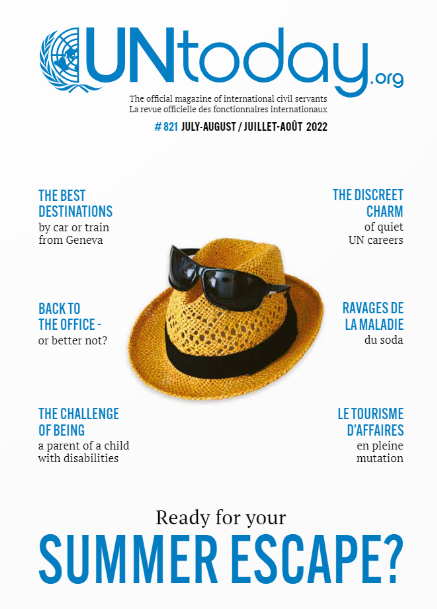 UNtoday.org
The official magazine of international civil servants
La revue officielle des fonctionnaires internationaux
# 821 JULY-AUGUST / JUILLET-AOÛT 2022
THE BEST
DESTINATIONS
by car or train
from Geneva
THE DISCREET
CHARM
of quiet
UN careers
BACK TO
THE OFFICE -
or better not?
RAVAGES DE
LA MALADIE
du soda
THE CHALLENGE
OF BEING
a parent of a child
with disabilities
LE TOURISME
D'AFFAIRES
en pleine
mutation
Ready for your
SUMMER ESCAPE?